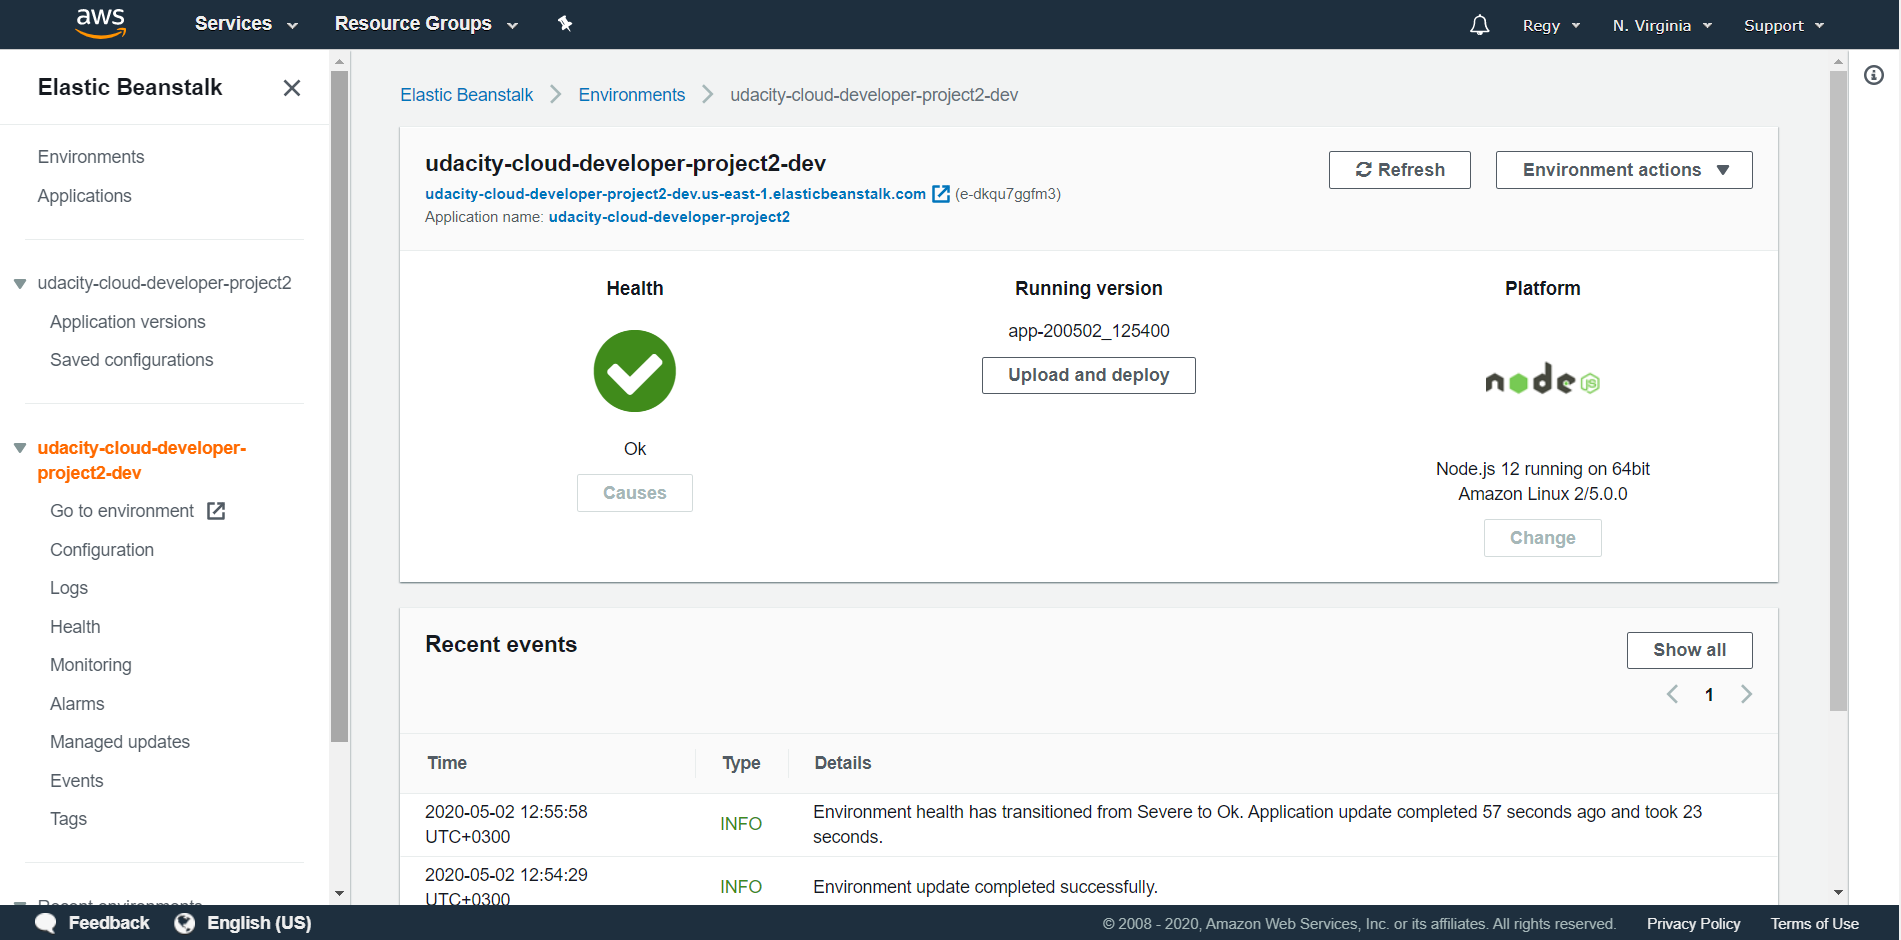 aws Services Resource Groups Regy N. Virginia Support
Elastic Beanstalk
Environments
Applications
udacity-cloud-developer-project2
Application versions
Saved configurations
udacity-cloud-developer-
project2-dev
Go to environment
Configuration
Logs
Health
Monitoring
Alarms
Managed updates
Events
Tags
Recent environments
Elastic Beanstalk > Environments > udacity-cloud-developer-project2-dev
udacity-cloud-developer-project2-dev
udacity-cloud-developer-project2-dev.us-east-1.elasticbeanstalk.com (e-dkqu7ggfm3)
Application name: udacity-cloud-developer-project2
Refresh
Environment actions
Health
Ok
Causes
Running version
app-200502_125400
Upload and deploy
Platform
node JS
Node.js 12 running on 64bit
Amazon Linux 2/5.0.0
Change
Recent events
Show all
1
Time Type Details
2020-05-02 12:55:58
UTC+0300
INFO
Environment health has transitioned from Severe to Ok. Application update completed 57 seconds ago and took 23
seconds.
2020-05-02 12:54:29
UTC+0300
INFO
Environment update completed successfully.
Feedback English (US) © 2008 - 2020, Amazon Web Services, Inc. or its affiliates. All rights reserved. Privacy Policy Terms of Use